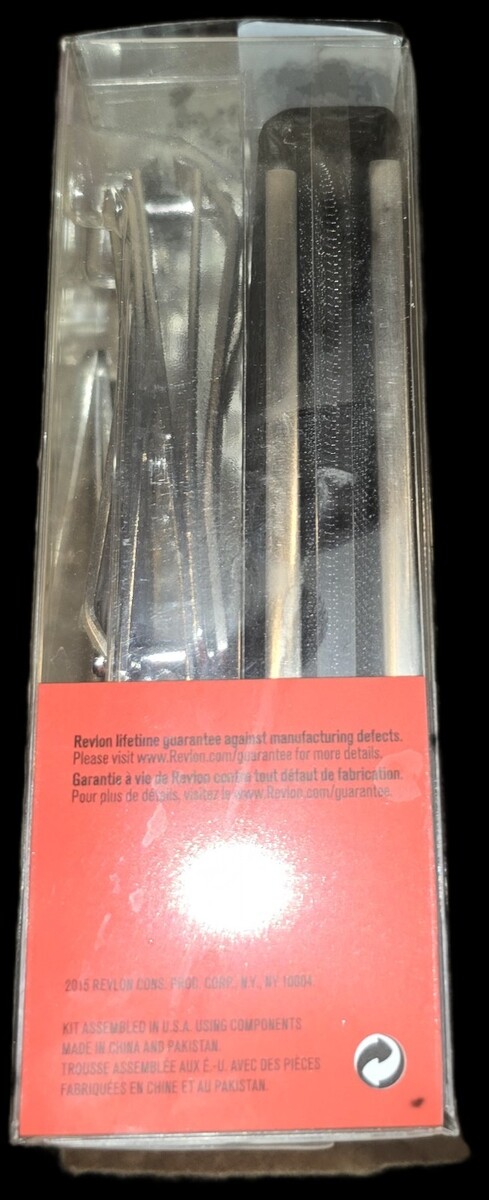 Revlon lifetime guarantee against manufacturing defects.
Please visit www.Revlon.com/guarantee for more details.
Garantie à vie de Revlon contre tout défaut de fabrication.
Pour plus de détails, visitez le www.Revlon.com/guarantee.
2015 REVLON CONS. PROD. CORP., N.Y., NY 10004
KIT ASSEMBLED IN U.S.A. USING COMPONENTS
MADE IN CHINA AND PAKISTAN.
TROUSSE ASSEMBLÉE AUX É.-U. AVEC DES PIÈCES
FABRIQUÉES EN CHINE ET AU PAKISTAN.